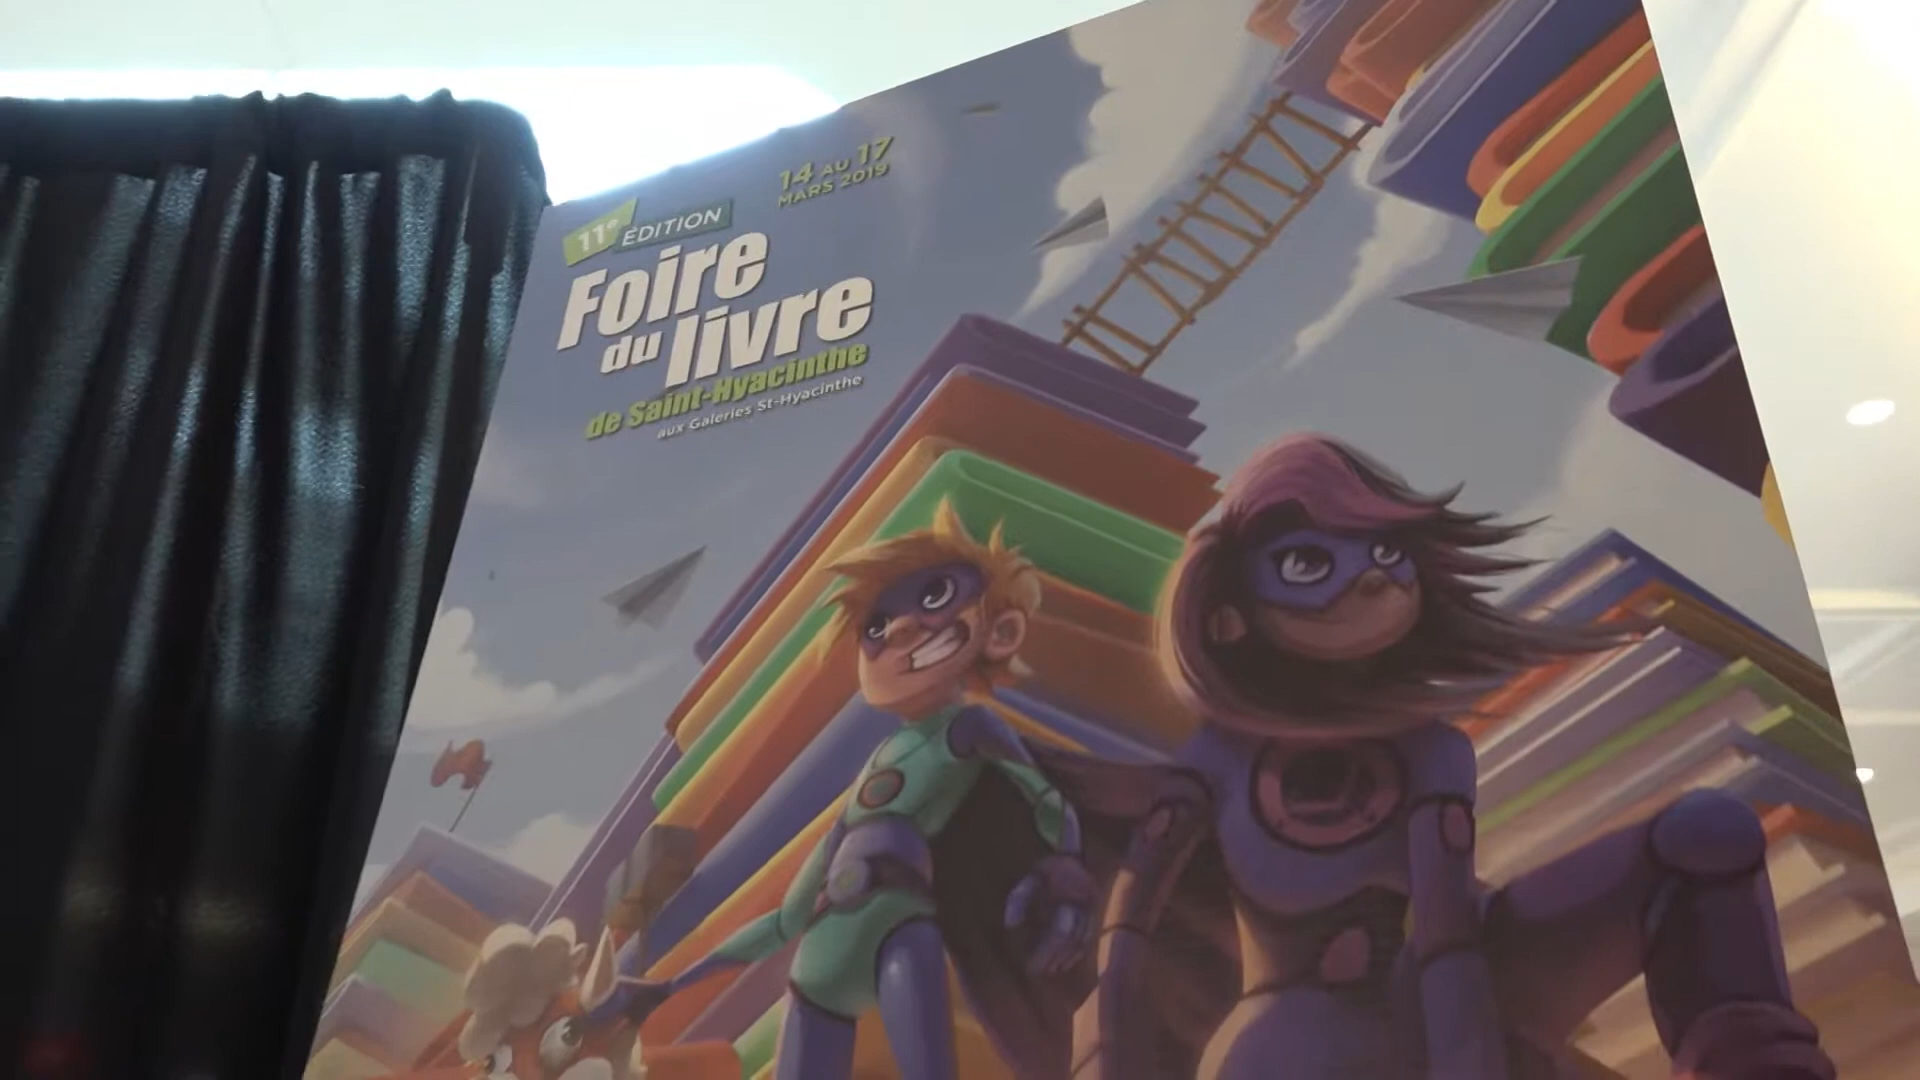 14 AU 17
MARS 2019
11e ÉDITION
Foire
du livre
de Saint-Hyacinthe
aux Galeries St-Hyacinthe